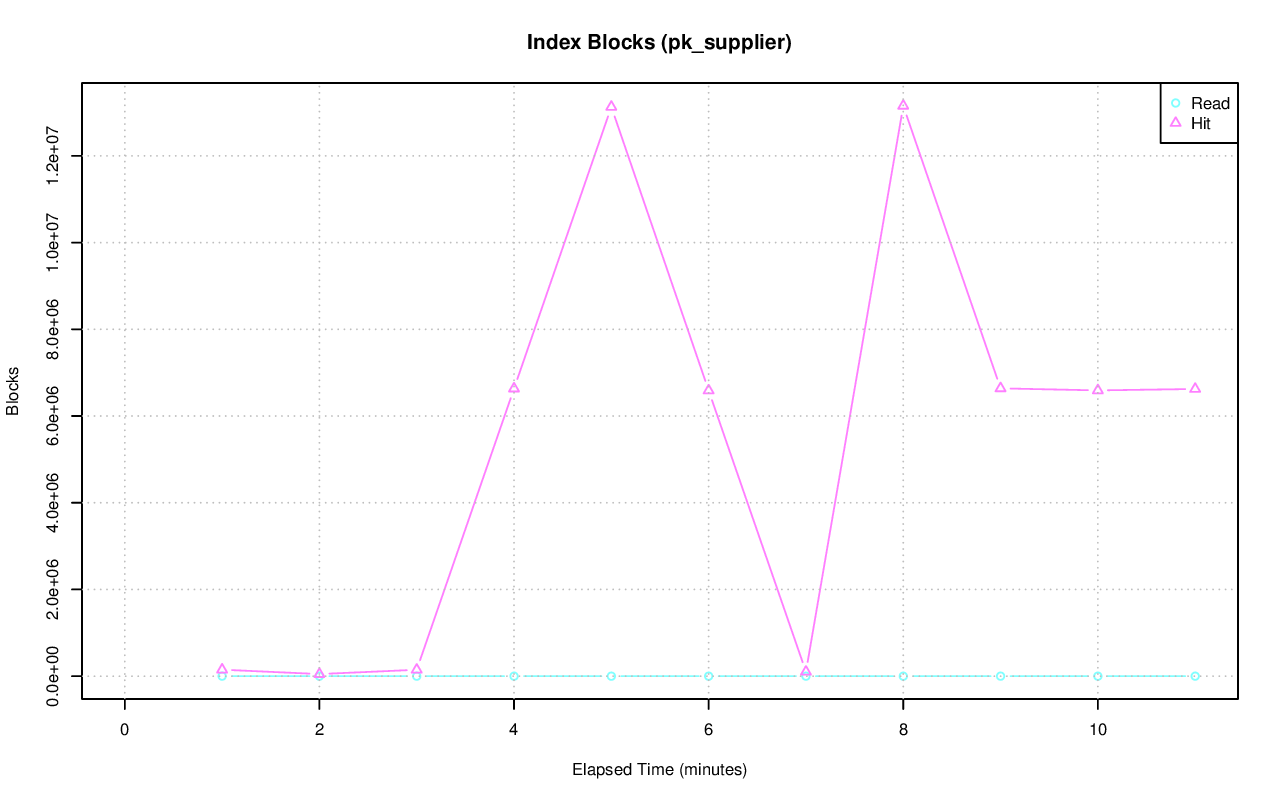 Index Blocks (pk_supplier)
Read
Hit
Blocks
1.2e+07
1.0e+07
8.0e+06
6.0e+06
4.0e+06
2.0e+06
0.0e+00
0 2 4 6 8 10
Elapsed Time (minutes)